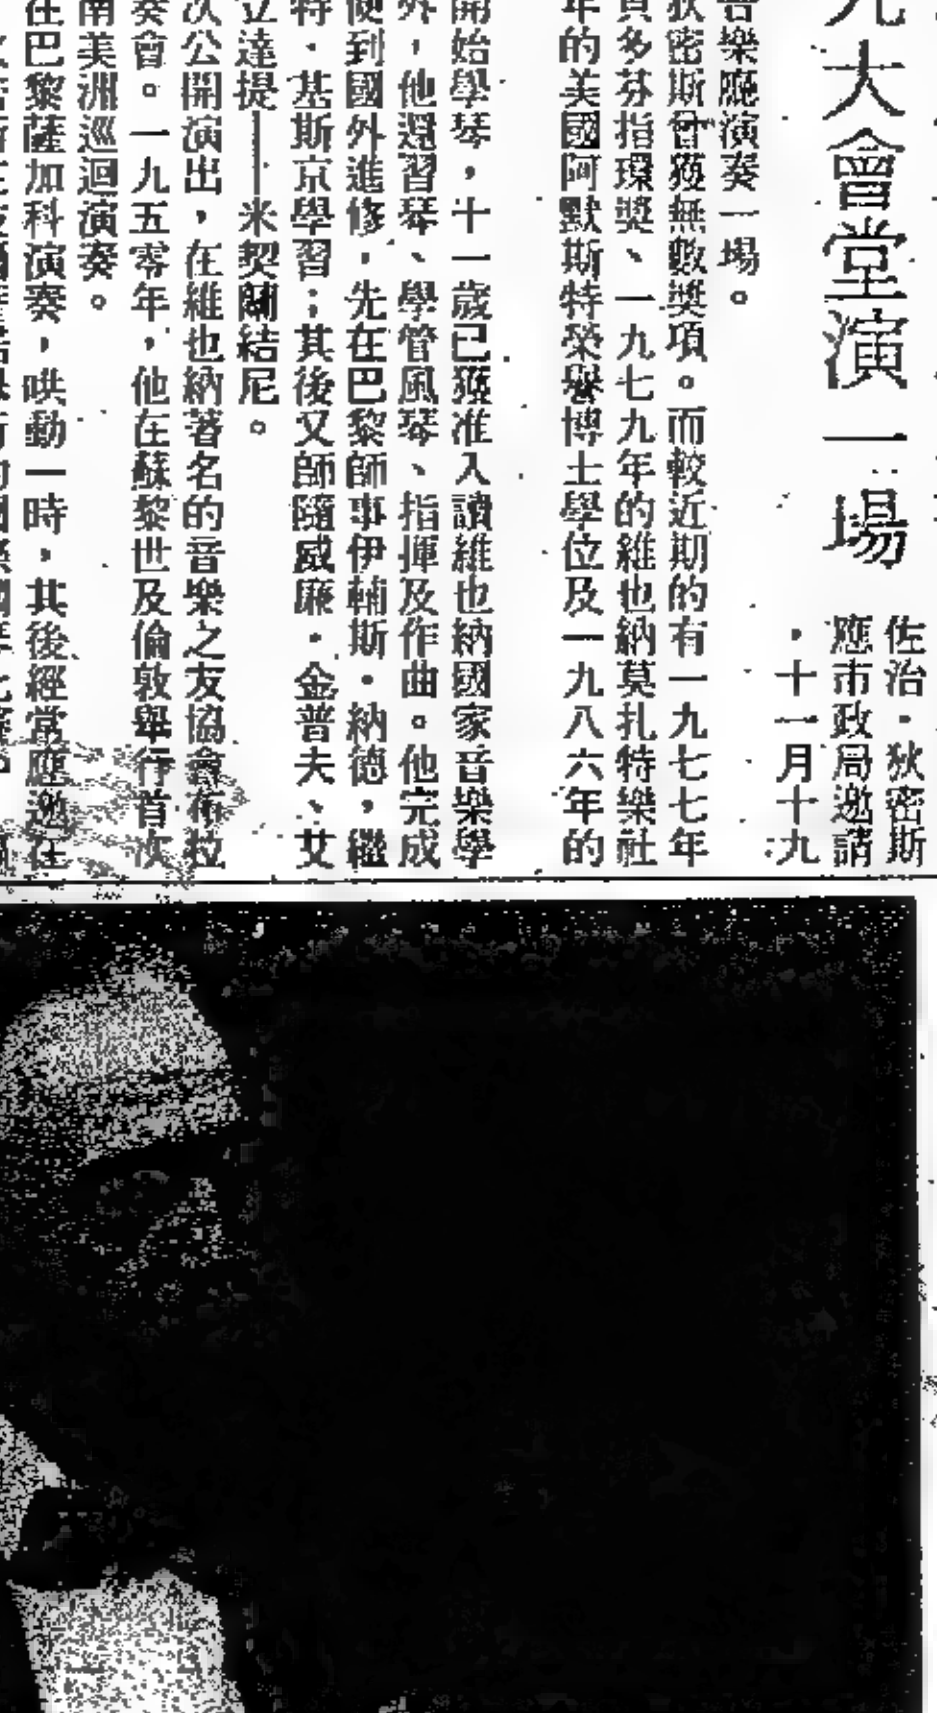 大會堂演一場
佐治．狄密斯
應市政局邀請
，十一月十九
音樂廳演奏一場。
狄密斯曾獲無數獎項。而較近期的有一九七七年
貝多芬指環獎、一九七九年的維也納莫扎特樂社
年的美國阿默斯特榮譽博士學位及一九八六年的
開始學琴，十一歲已獲准入讀維也納國家音樂學
外，他還習琴、學管風琴、指揮及作曲。他完成
便到國外進修，先在巴黎師事伊輔斯．納德，繼
特．基斯京學習；其後又師隨威廉．金普夫、艾
達提——米契蘭結尼。
次公開演出，在維也納著名的音樂之友協會布拉
奏會。一九五零年，他在蘇黎世及倫敦舉行首次
南美洲巡迴演奏。
在巴黎薩加科演奏，哄動一時，其後經常應邀在